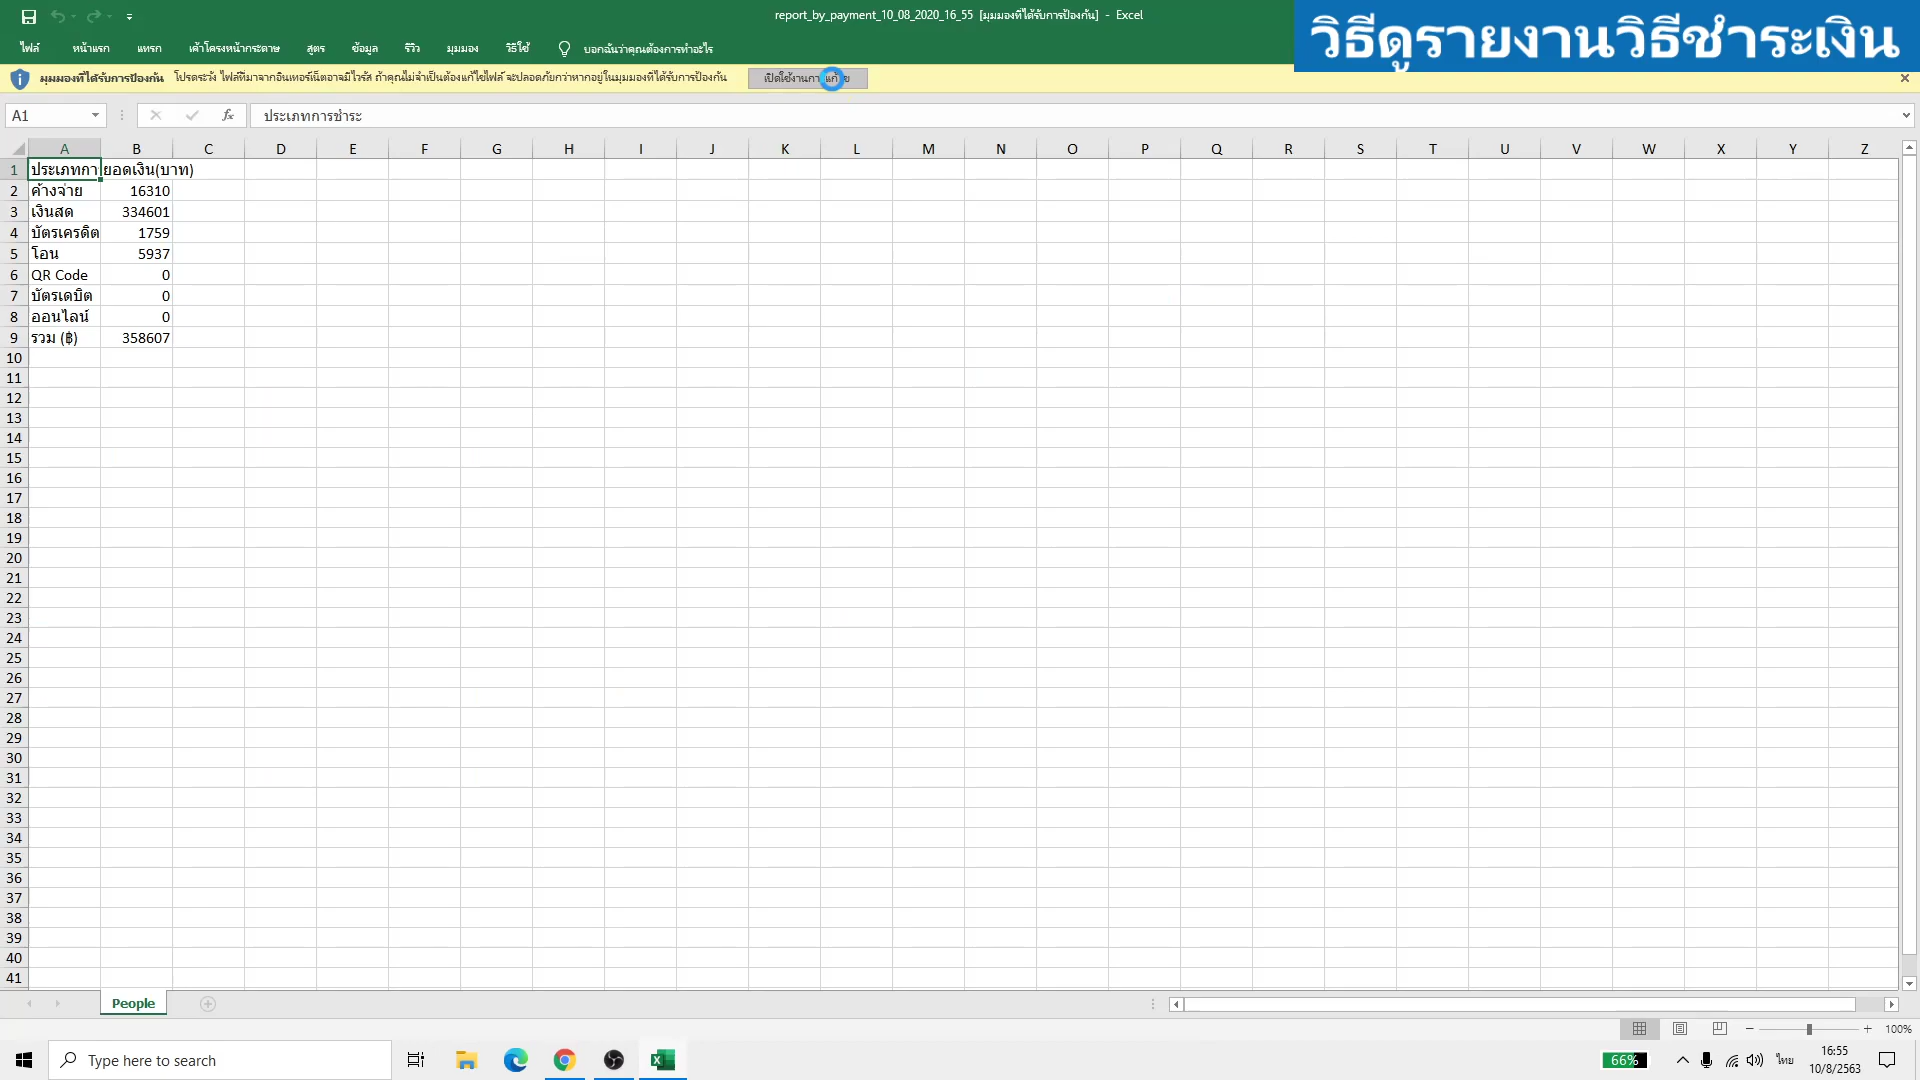 report_by_payment_10_08_2020_16_55 [มุมมองที่ได้รับการป้องกัน] - Excel
วิธีดูรายงานวิธีชำระเงิน
ไฟล์ หน้าแรก แทรก เค้าโครงหน้ากระดาษ สูตร ข้อมูล รีวิว มุมมอง วิธีใช้ บอกฉันว่าคุณต้องการทำอะไร
มุมมองที่ได้รับการป้องกัน โปรดระวัง ไฟล์ที่มาจากอินเทอร์เน็ตอาจมีไวรัส ถ้าคุณไม่จำเป็นต้องแก้ไขไฟล์ จะปลอดภัยกว่าหากอยู่ในมุมมองที่ได้รับการป้องกัน
A1 fx ประเภทการชำระ
A B C D E F G H I J K L M N O P Q R S T U V W X Y Z
1 ประเภทกา ยอดเงิน(บาท)
2 ค้างจ่าย 16310
3 เงินสด 334601
4 บัตรเครดิต 1759
5 โอน 5937
6 QR Code 0
7 บัตรเดบิต 0
8 ออนไลน์ 0
9 รวม (฿) 358607
10
11
12
13
14
15
16
17
18
19
20
21
22
23
24
25
26
27
28
29
30
31
32
33
34
35
36
37
38
39
40
41
People
100%
Type here to search
66%
ไทย
16:55
10/8/2563